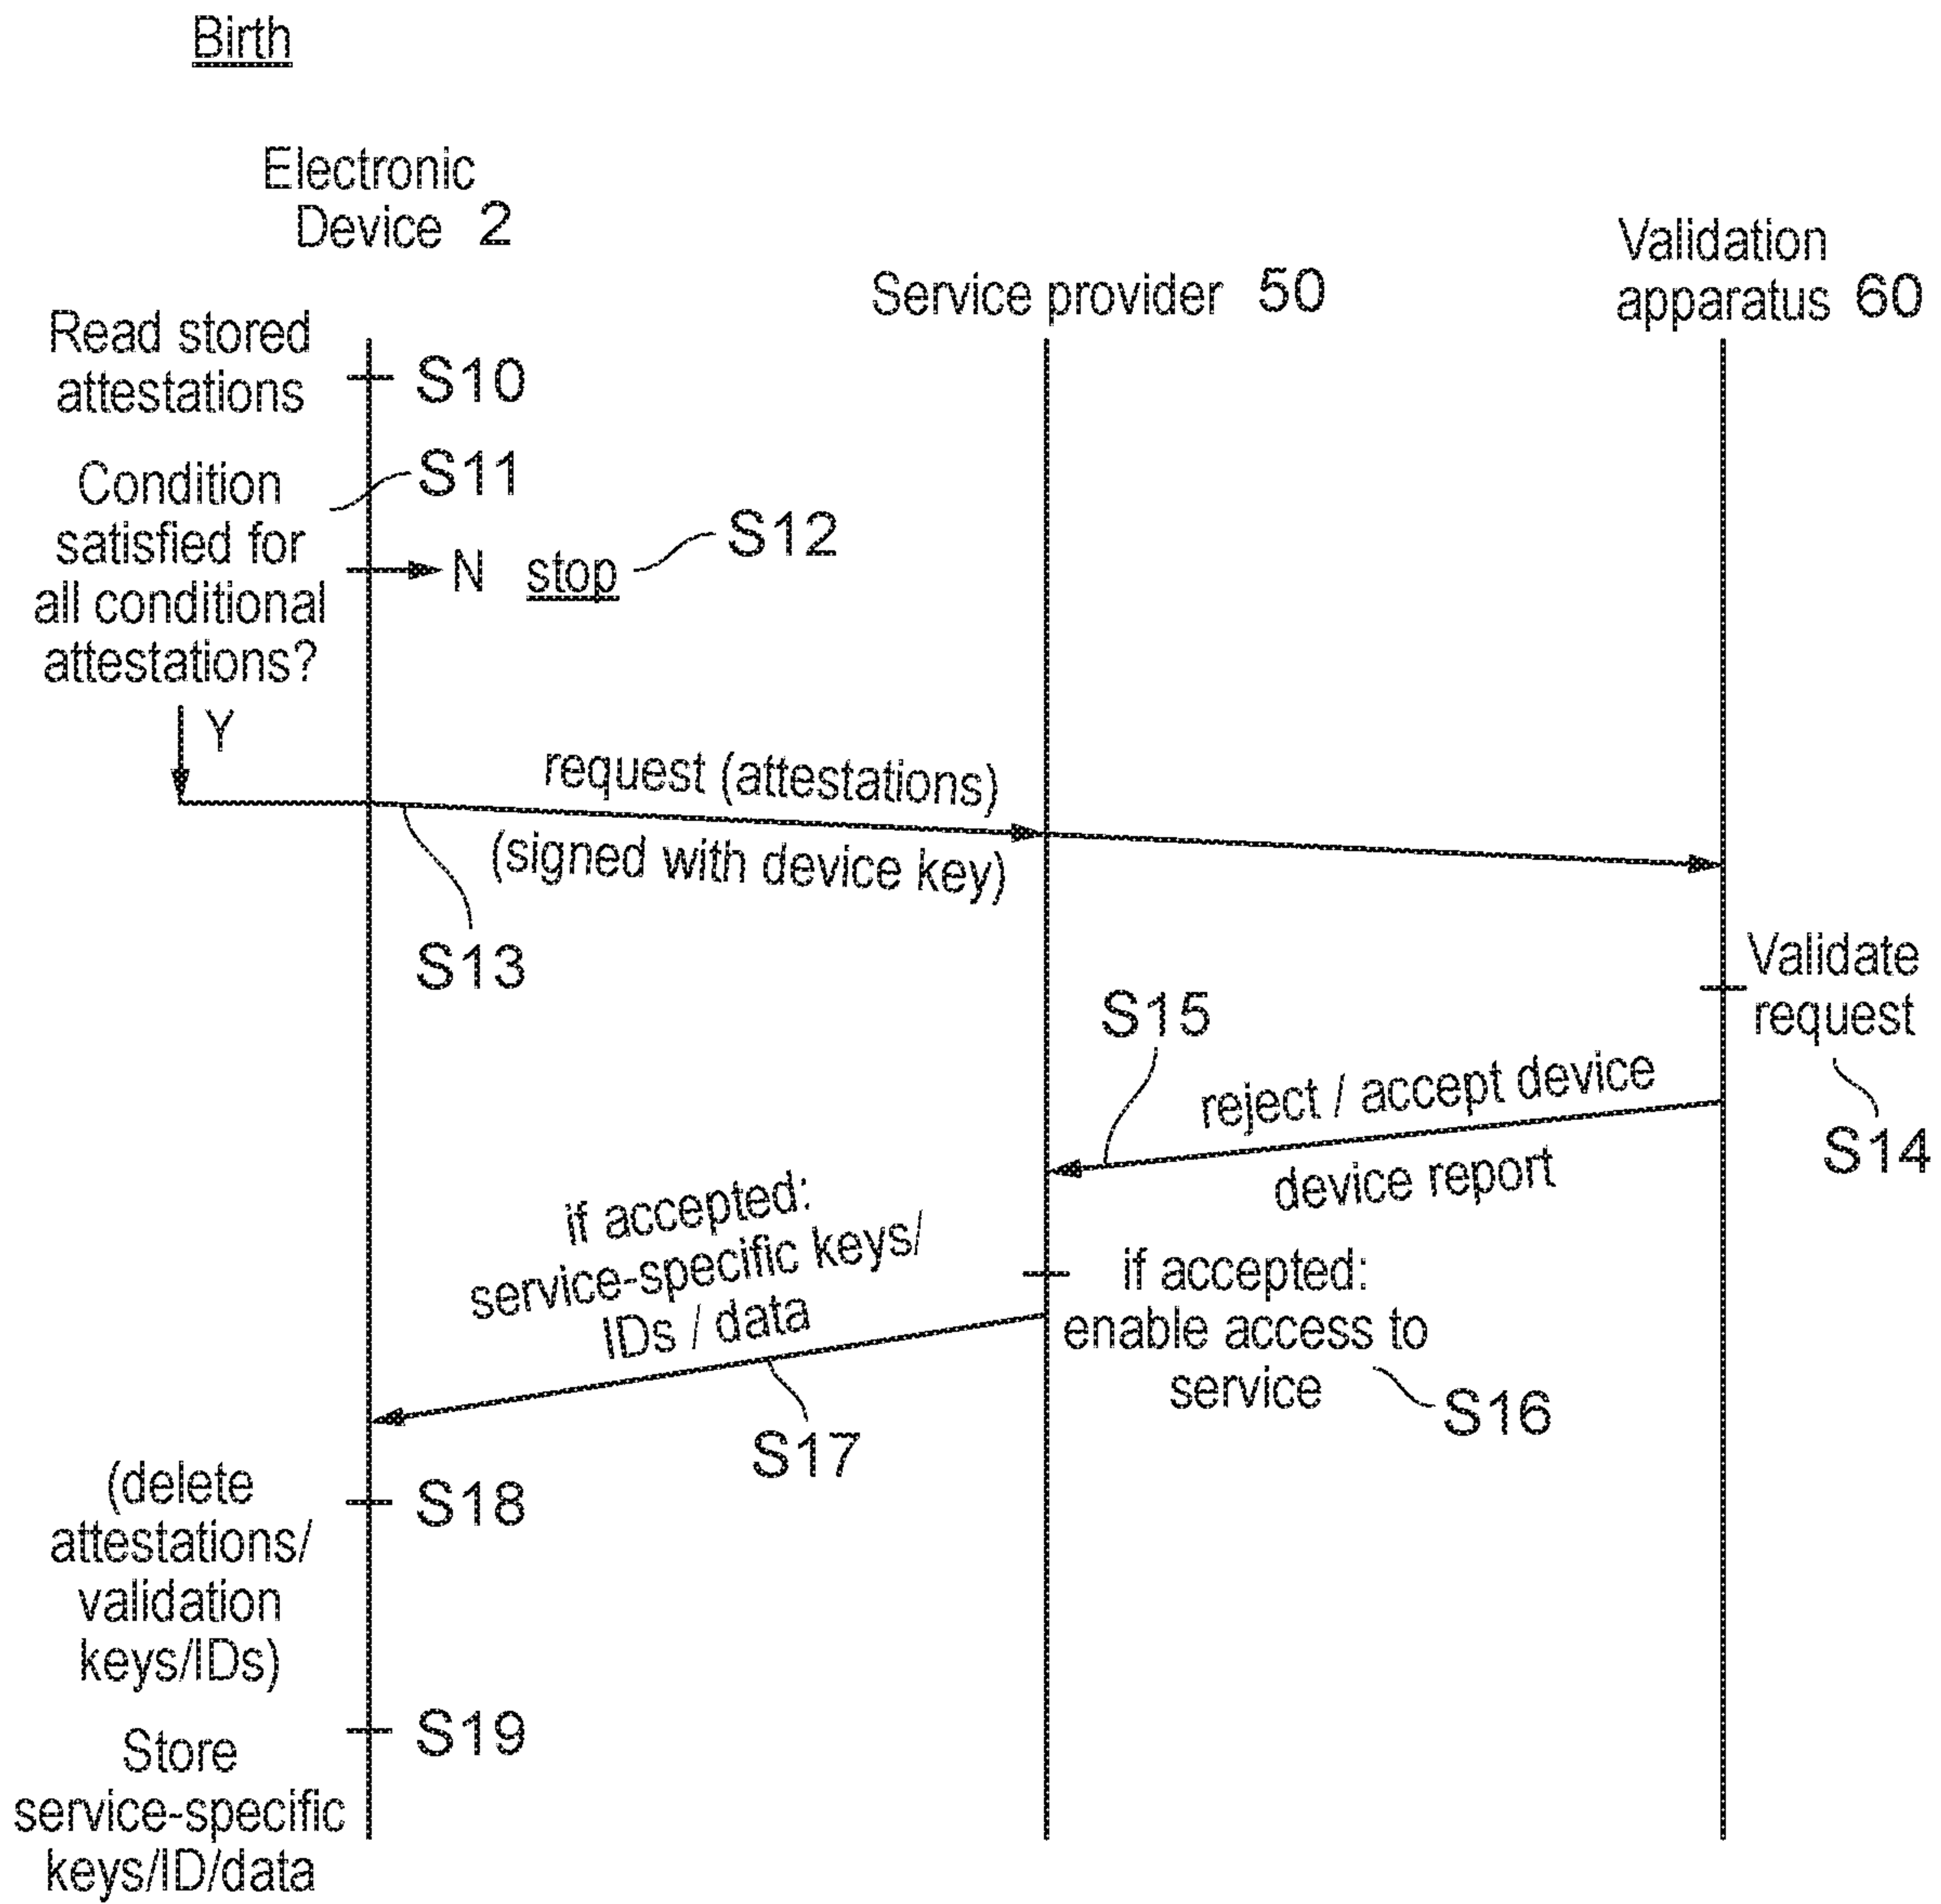 Birth
Electronic
Device 2
Service provider 50
Validation
apparatus 60
Read stored
attestations
S10
Condition
satisfied for
all conditional
attestations?
S11
N stop
S12
Y
request (attestations)
(signed with device key)
S13
Validate
request
S14
S15
reject / accept device
device report
if accepted:
enable access to
service
S16
if accepted:
service-specific keys/
IDs / data
S17
(delete
attestations/
validation
keys/IDs)
S18
S19
Store
service-specific
keys/ID/data